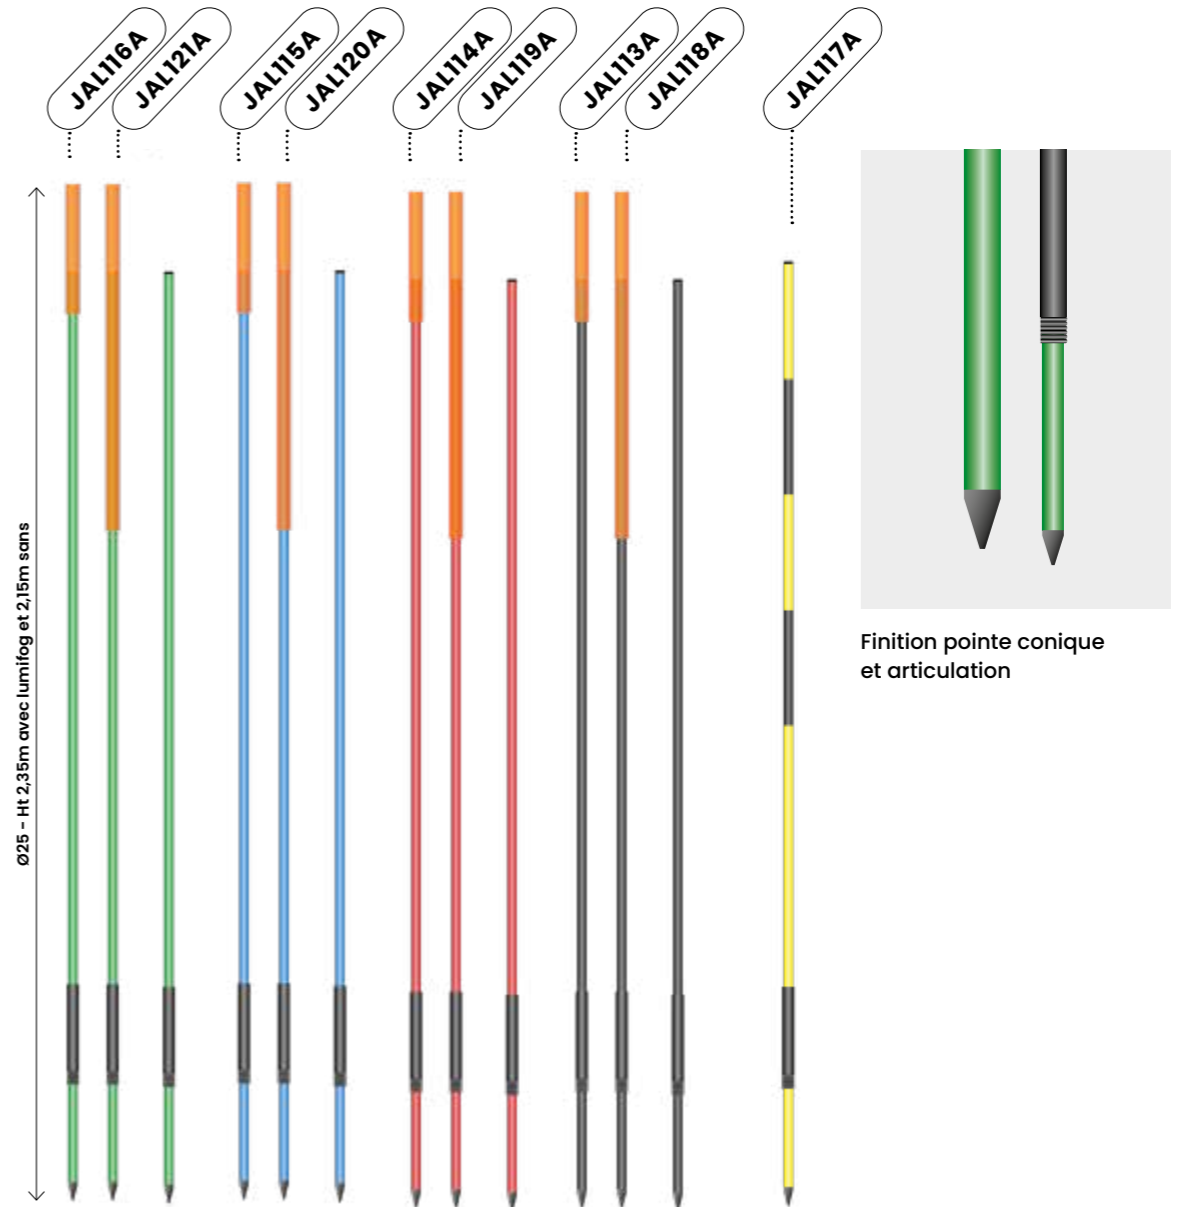 JAL116A
JAL121A
JAL115A
JAL120A
JAL114A
JAL119A
JAL113A
JAL118A
JAL117A
Ø25 - Ht 2,35m avec lumifog et 2,15m sans
Finition pointe conique
et articulation